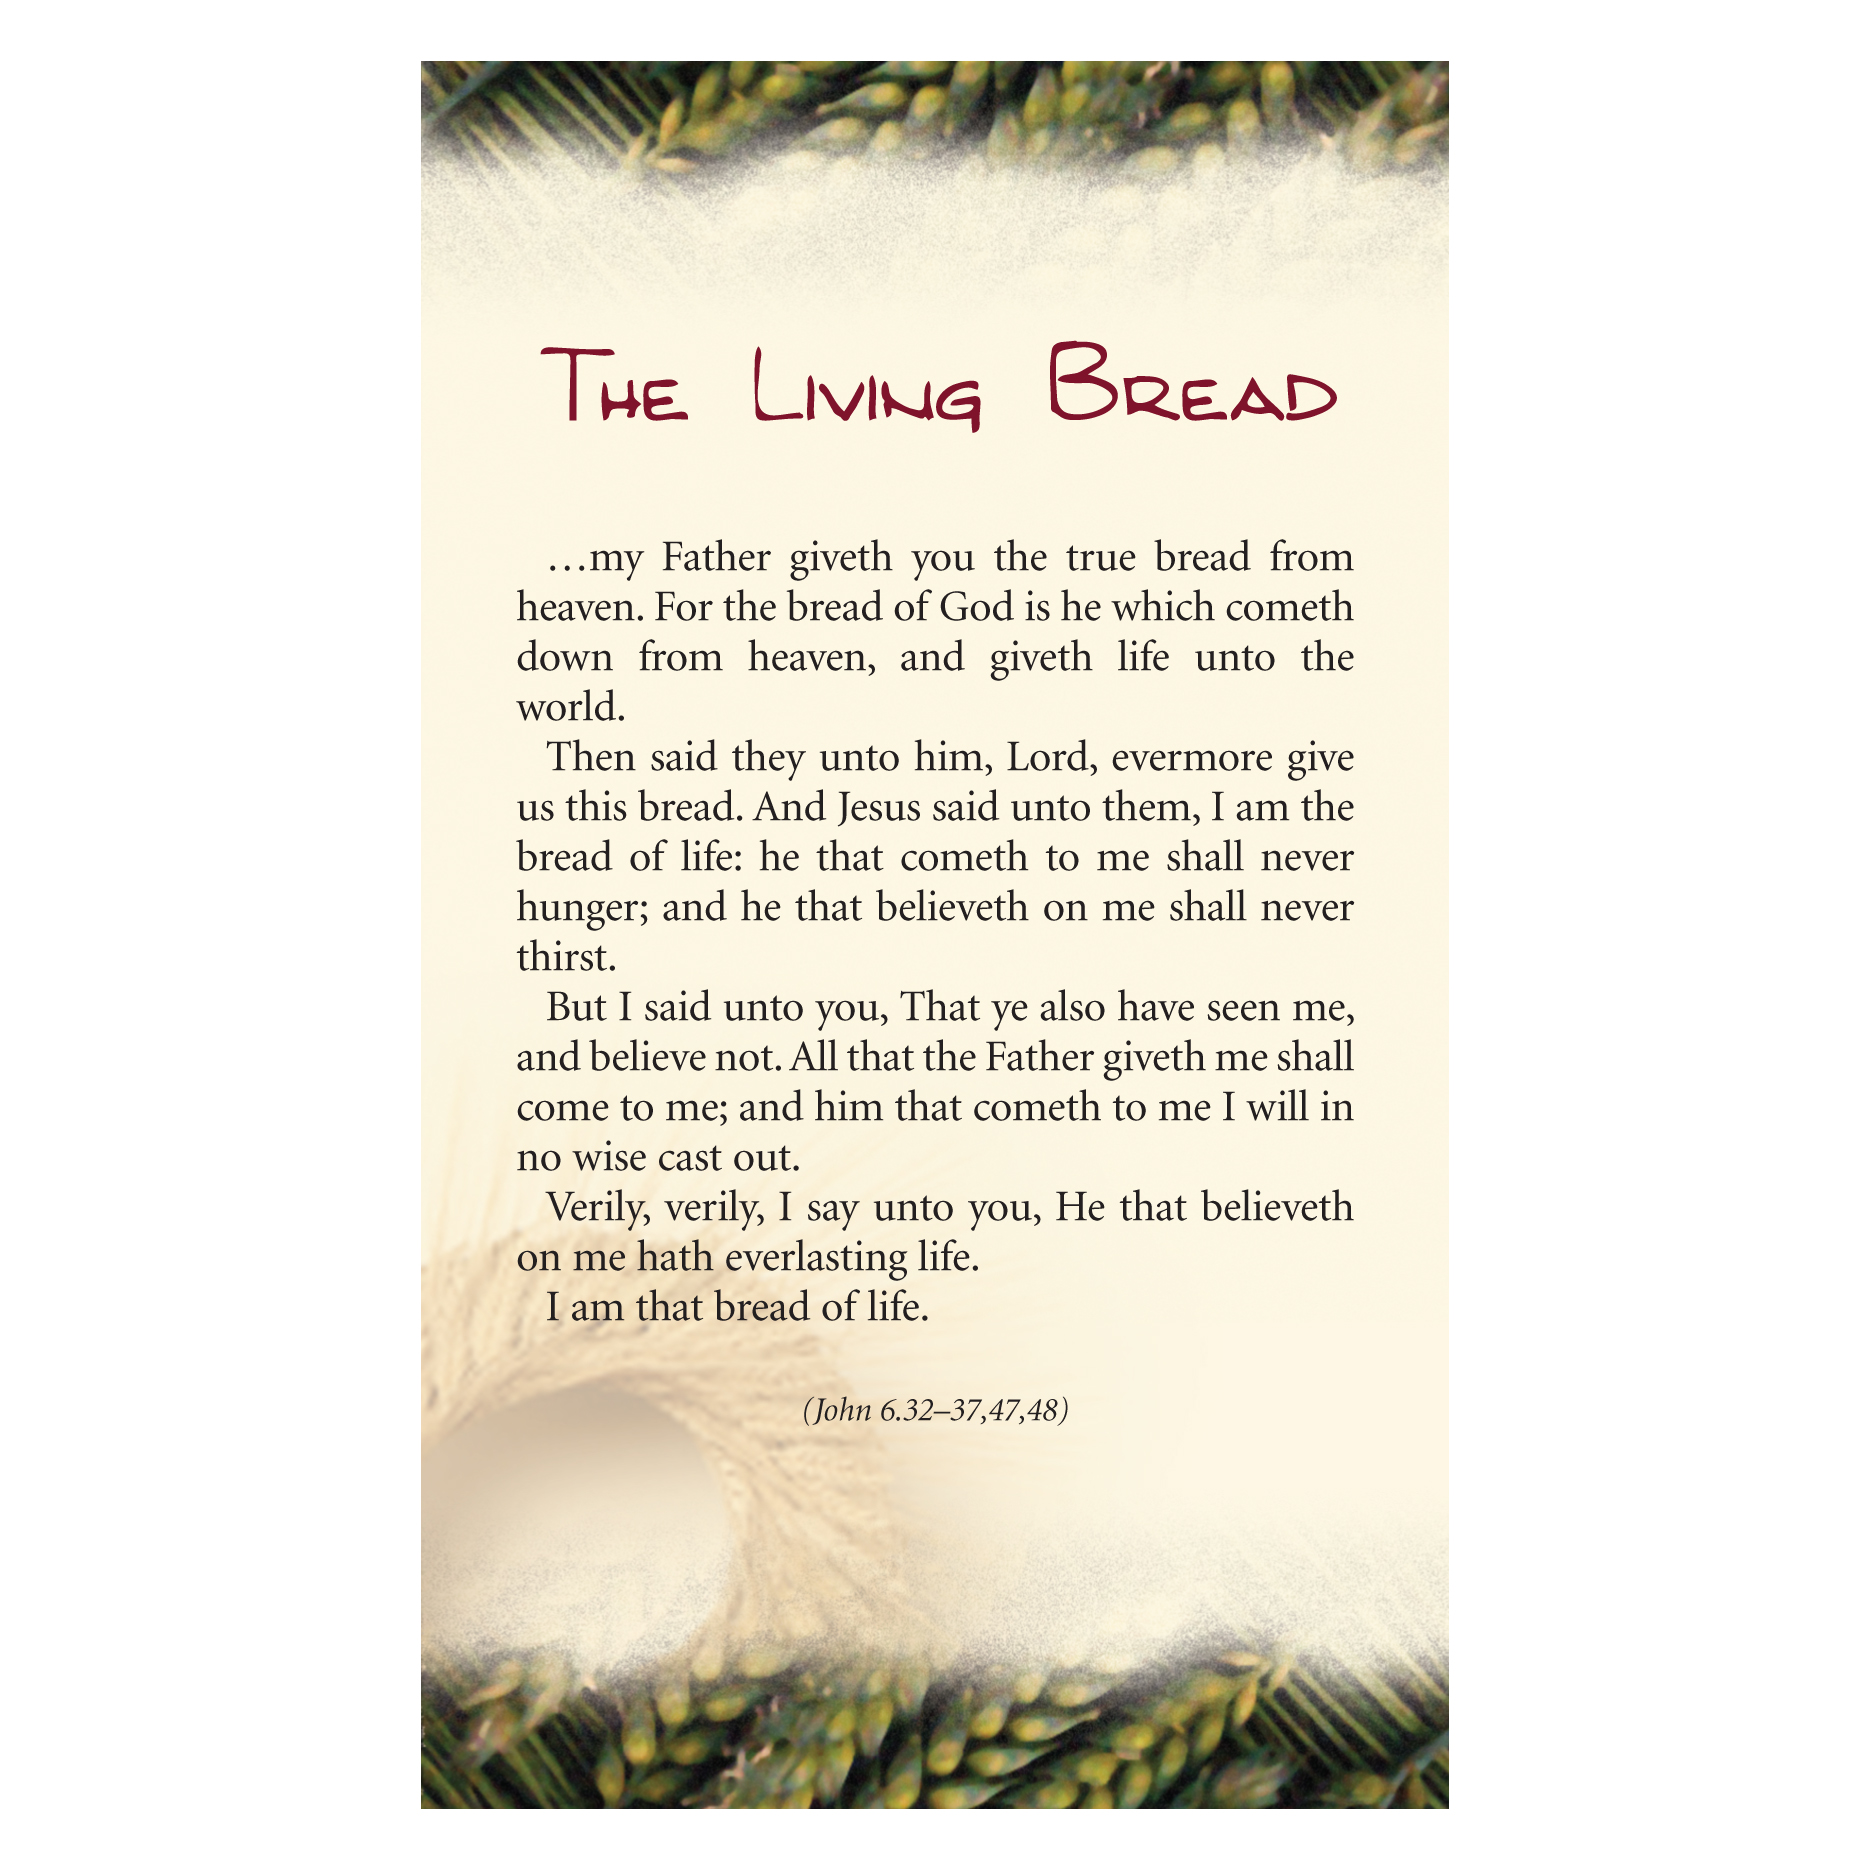 The Living Bread
…my Father giveth you the true bread from
heaven. For the bread of God is he which cometh
down from heaven, and giveth life unto the
world.
Then said they unto him, Lord, evermore give
us this bread. And Jesus said unto them, I am the
bread of life: he that cometh to me shall never
hunger; and he that believeth on me shall never
thirst.
But I said unto you, That ye also have seen me,
and believe not. All that the Father giveth me shall
come to me; and him that cometh to me I will in
no wise cast out.
Verily, verily, I say unto you, He that believeth
on me hath everlasting life.
I am that bread of life.
(John 6.32–37,47,48)